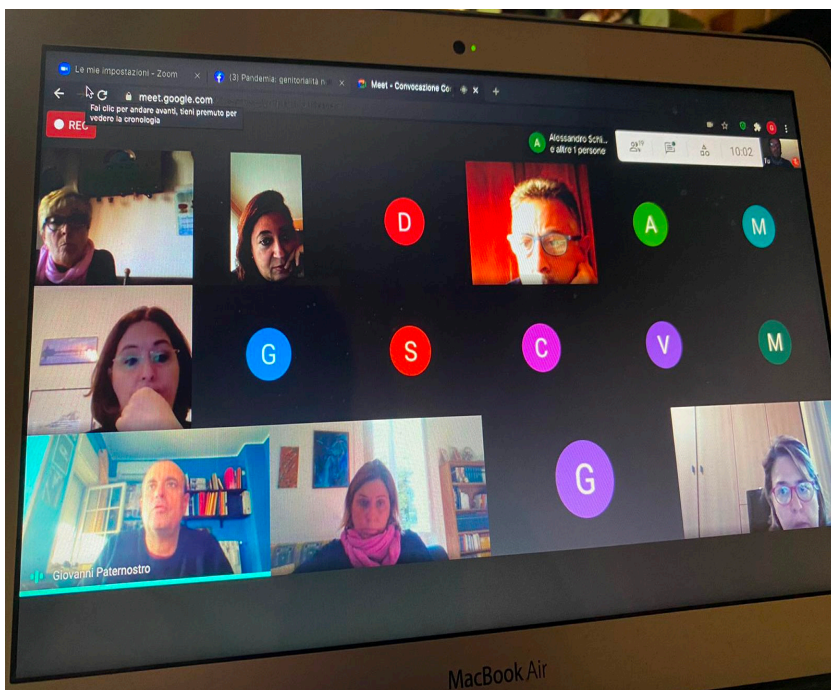 Le mie impostazioni - Zoom
(3) Pandemia: genitorialità n
Meet - Convocazione Co
meet.google.com
Fai clic per andare avanti, tieni premuto per
vedere la cronologia
REC
A
Alessandro Schi...
e altre 1 persone
10:02
G
Tu
D
A
M
G
S
C
V
M
G
Giovanni Paternostro
MacBook Air